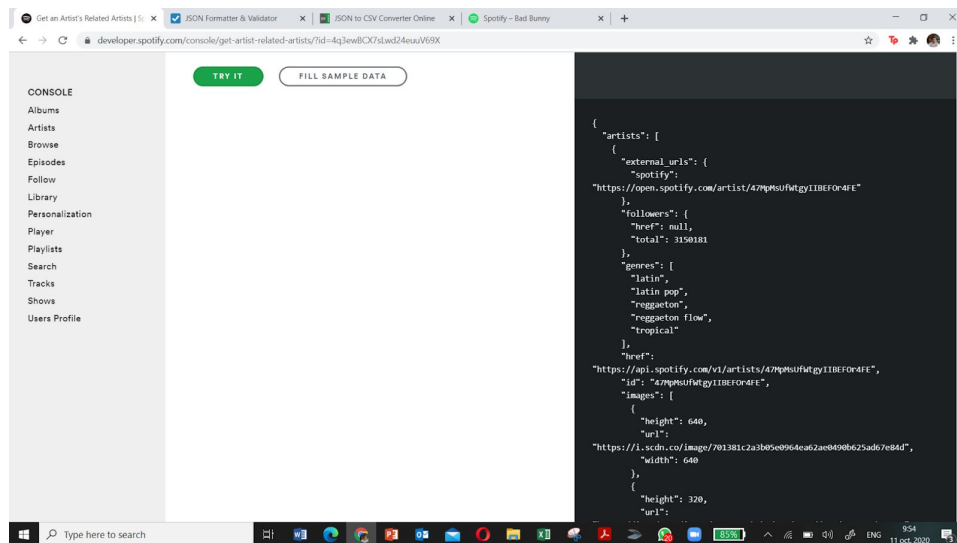 Get an Artist's Related Artists | Sp
JSON Formatter & Validator
JSON to CSV Converter Online
Spotify – Bad Bunny
developer.spotify.com/console/get-artist-related-artists/?id=4q3ewBCX7sLwd24euuV69X
TRY IT
FILL SAMPLE DATA
CONSOLE
Albums
Artists
Browse
Episodes
Follow
Library
Personalization
Player
Playlists
Search
Tracks
Shows
Users Profile
{
"artists": [
{
"external_urls": {
"spotify":
"https://open.spotify.com/artist/47MpMsUfWtgyIIBEFOr4FE"
},
"followers": {
"href": null,
"total": 3150181
},
"genres": [
"latin",
"latin pop",
"reggaeton",
"reggaeton flow",
"tropical"
],
"href":
"https://api.spotify.com/v1/artists/47MpMsUfWtgyIIBEFOr4FE",
"id": "47MpMsUfWtgyIIBEFOr4FE",
"images": [
{
"height": 640,
"url":
"https://i.scdn.co/image/701381c2a3b05e0964ea62ae0490b625ad67e84d",
"width": 640
},
{
"height": 320,
"url":
Type here to search
85%
ENG
9:54
11 oct. 2020